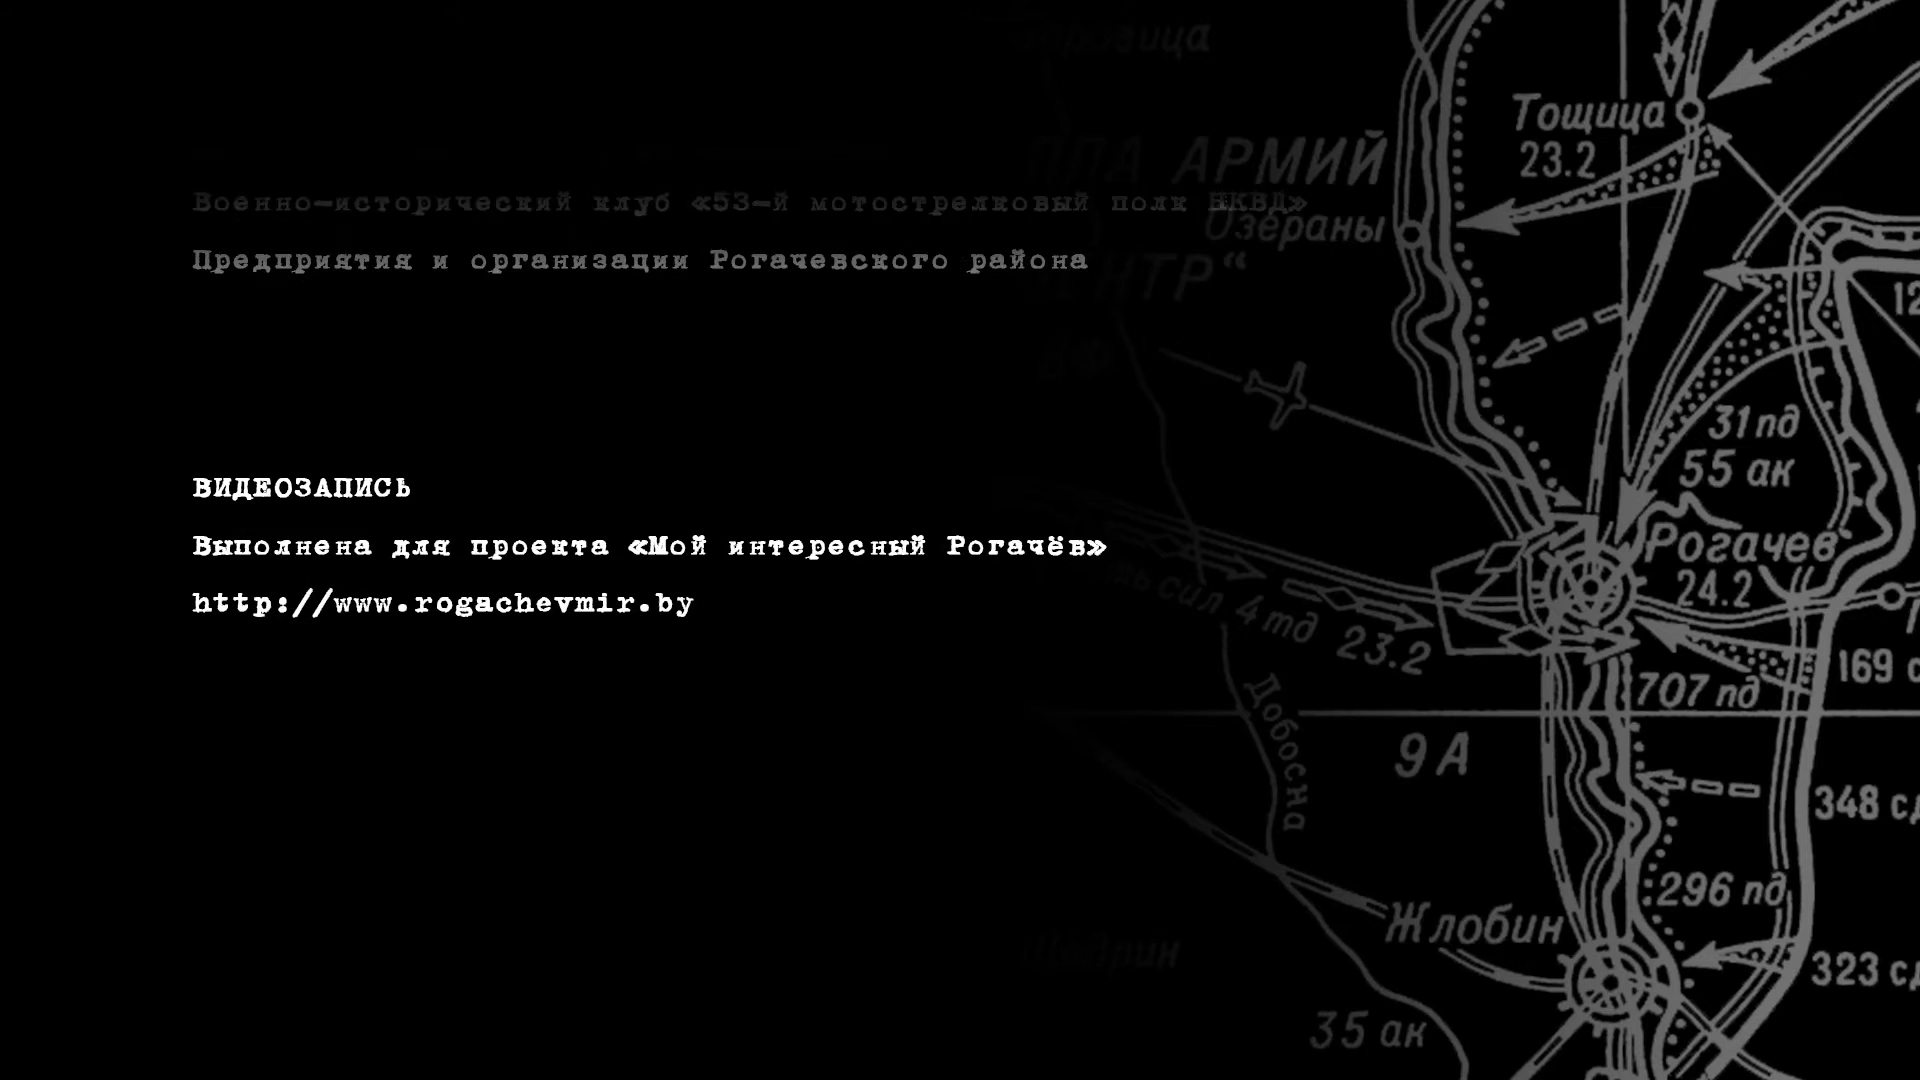 Военно-исторический клуб «53-й мотострелковый полк НКВД»
Предприятия и организации Рогачевского района
ВИДЕОЗАПИСЬ
Выполнена для проекта «Мой интересный Рогачёв»
http://www.rogachevmir.by
Тощица
23.2
АРМИЙ
Озераны
31 пд
55 ак
Рогачев
24.2
сил 4 тд 23.2
Добосна
707 пд
169 с
9 А
348 сд
296 пд
Жлобин
323 сд
35 ак